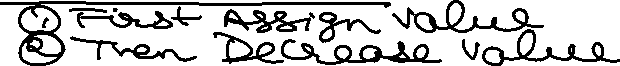 ① First Assign value
② Then Decrease value